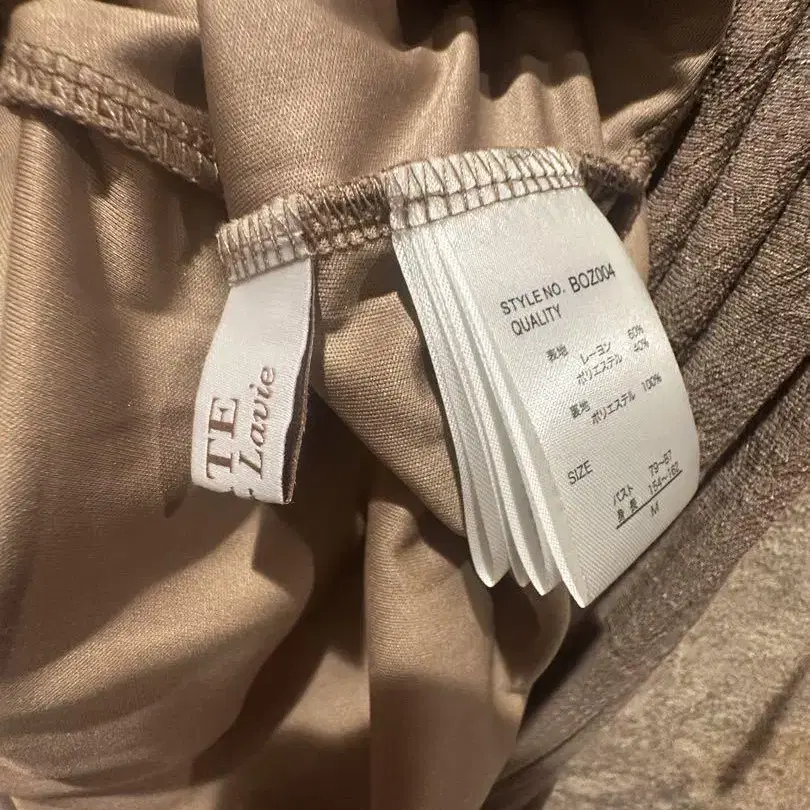 TE
Lavie
STYLE NO. BOZ004
QUALITY
表地 レーヨン 60%
ポリエステル 40%
裏地
ポリエステル 100%
SIZE
バスト 79~87
身長 154~162
M